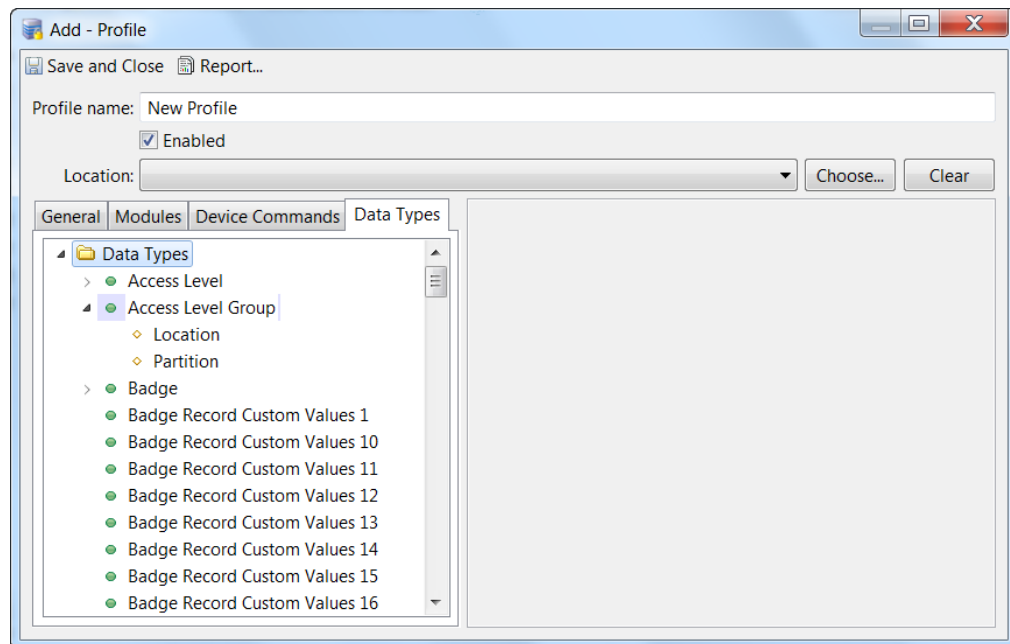 Add - Profile
Save and Close Report...
Profile name: New Profile
Enabled
Location: Choose... Clear
General Modules Device Commands Data Types
Data Types
Access Level
Access Level Group
Location
Partition
Badge
Badge Record Custom Values 1
Badge Record Custom Values 10
Badge Record Custom Values 11
Badge Record Custom Values 12
Badge Record Custom Values 13
Badge Record Custom Values 14
Badge Record Custom Values 15
Badge Record Custom Values 16